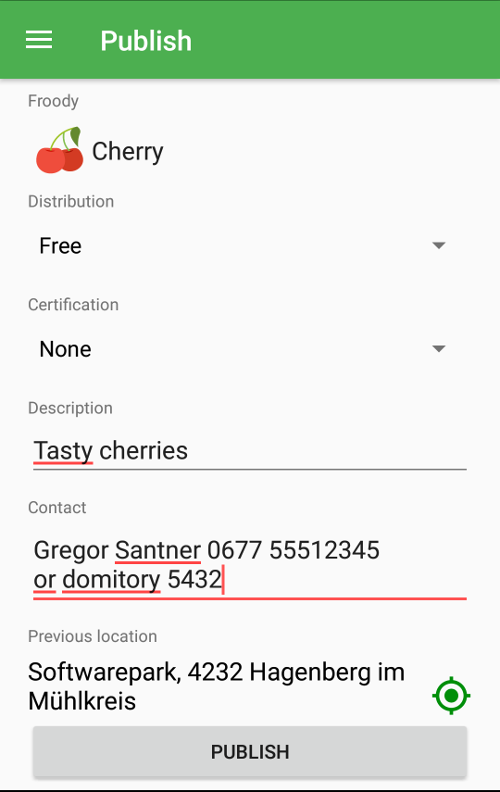 Publish
Froody
Cherry
Distribution
Free
Certification
None
Description
Tasty cherries
Contact
Gregor Santner 0677 55512345
or domitory 5432
Previous location
Softwarepark, 4232 Hagenberg im
Mühlkreis
PUBLISH